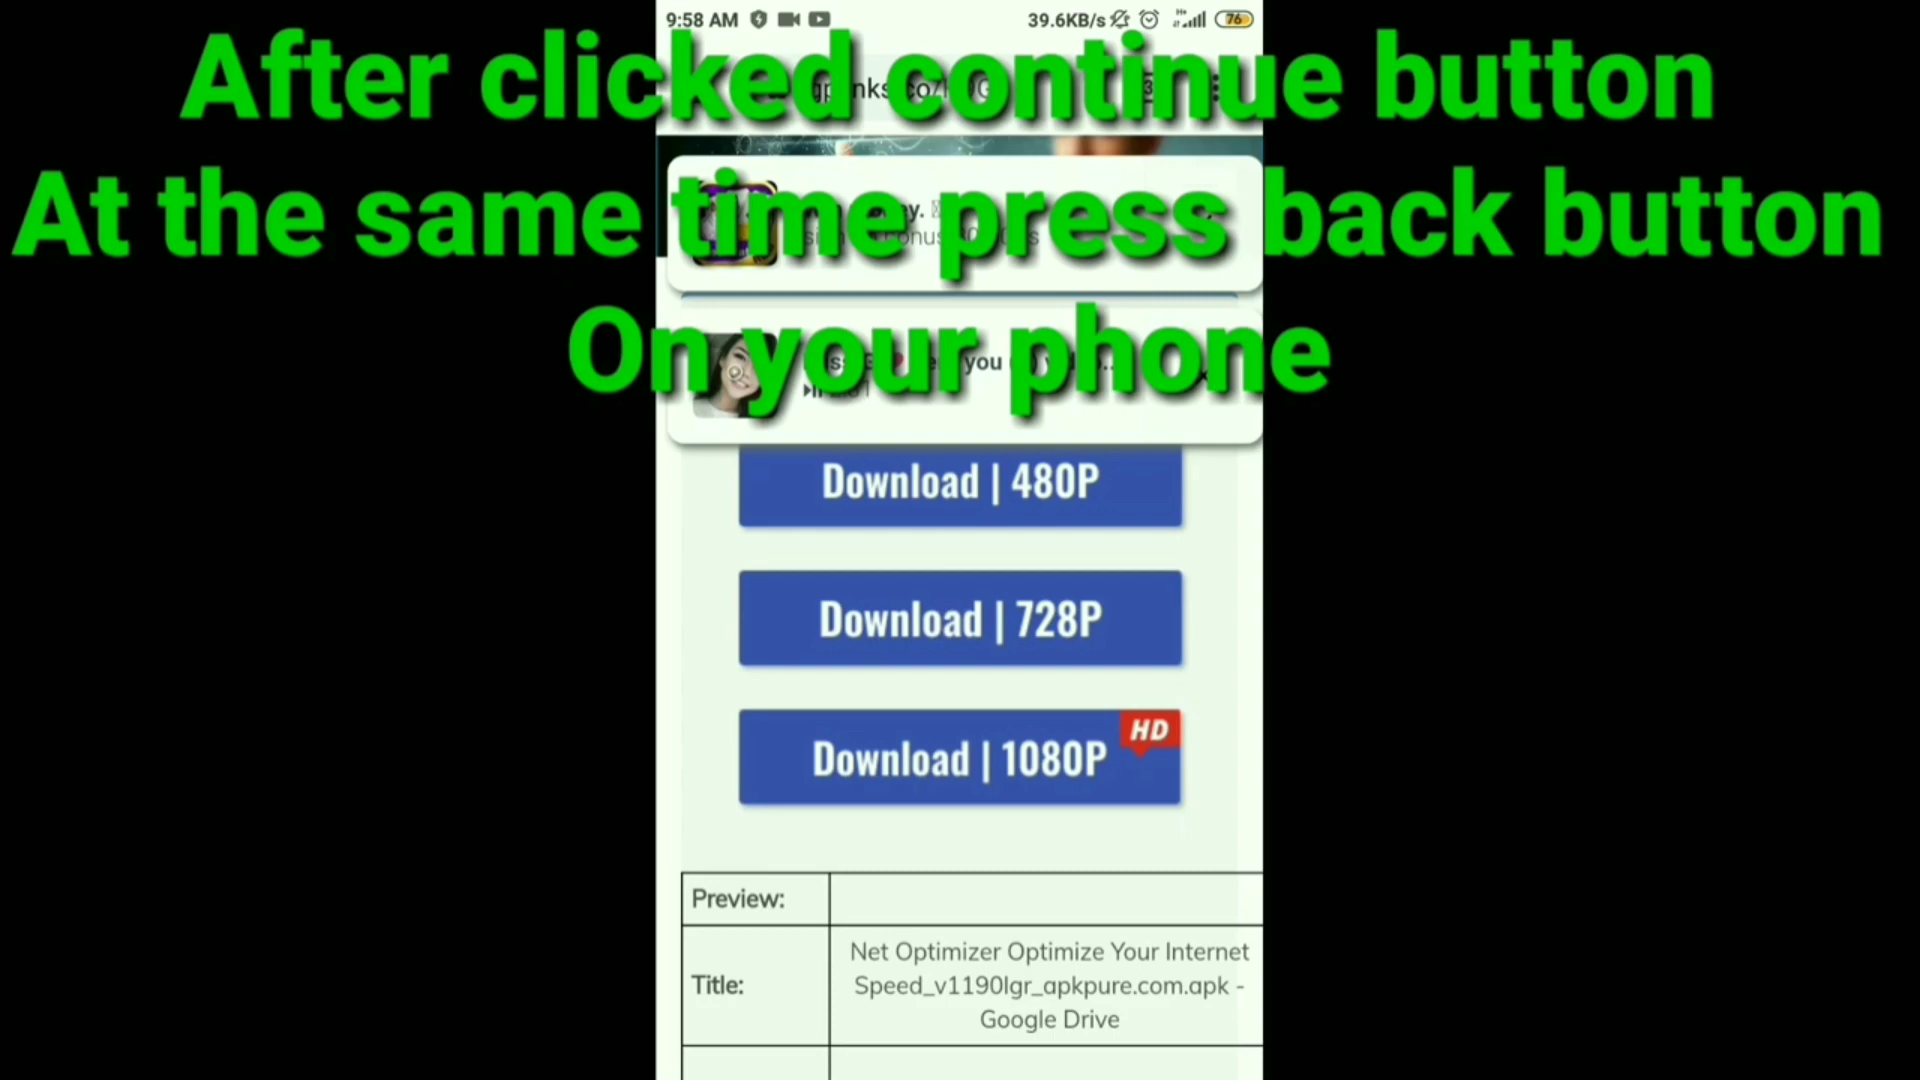 9:58 AM
39.6KB/s
76
After clicked continue button
At the same time press back button
On your phone
Download | 480P
Download | 728P
Download | 1080P
HD
Preview:
Title:
Net Optimizer Optimize Your Internet
Speed_v1190lgr_apkpure.com.apk -
Google Drive